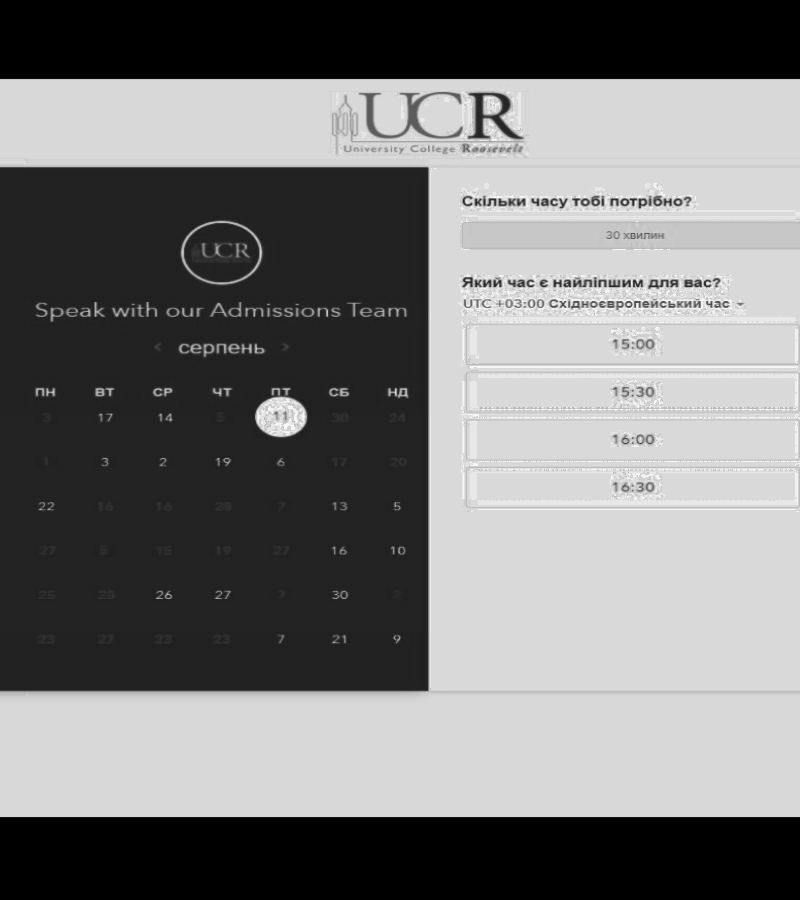 UCR
University College Roosevelt
UCR
Speak with our Admissions Team
< серпень >
ПН ВТ СР ЧТ ПТ СБ НД
3 17 14 5 11 30 24
1 3 2 19 6 17 20
22 16 16 28 7 13 5
27 5 15 19 27 16 10
25 28 26 27 7 30 2
23 27 23 23 7 21 9
Скільки часу тобі потрібно?
30 хвилин
Який час є найліпшим для вас?
UTC +03:00 Східноєвропейський час
15:00
15:30
16:00
16:30